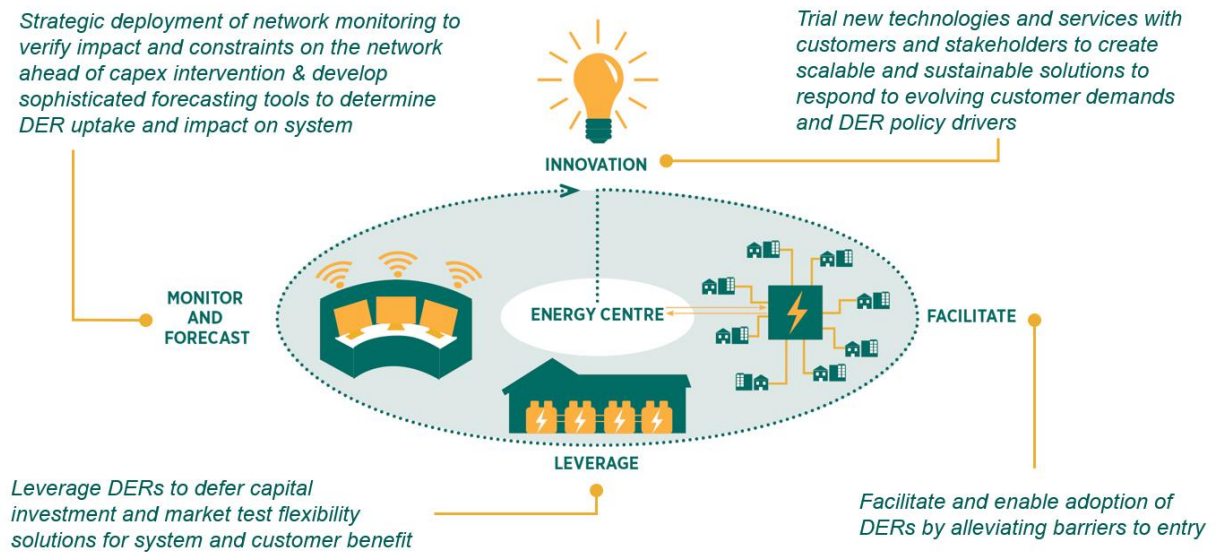 Strategic deployment of network monitoring to
verify impact and constraints on the network
ahead of capex intervention & develop
sophisticated forecasting tools to determine
DER uptake and impact on system
Trial new technologies and services with
customers and stakeholders to create
scalable and sustainable solutions to
respond to evolving customer demands
and DER policy drivers
INNOVATION
MONITOR
AND
FORECAST
ENERGY CENTRE
FACILITATE
LEVERAGE
Leverage DERs to defer capital
investment and market test flexibility
solutions for system and customer benefit
Facilitate and enable adoption of
DERs by alleviating barriers to entry